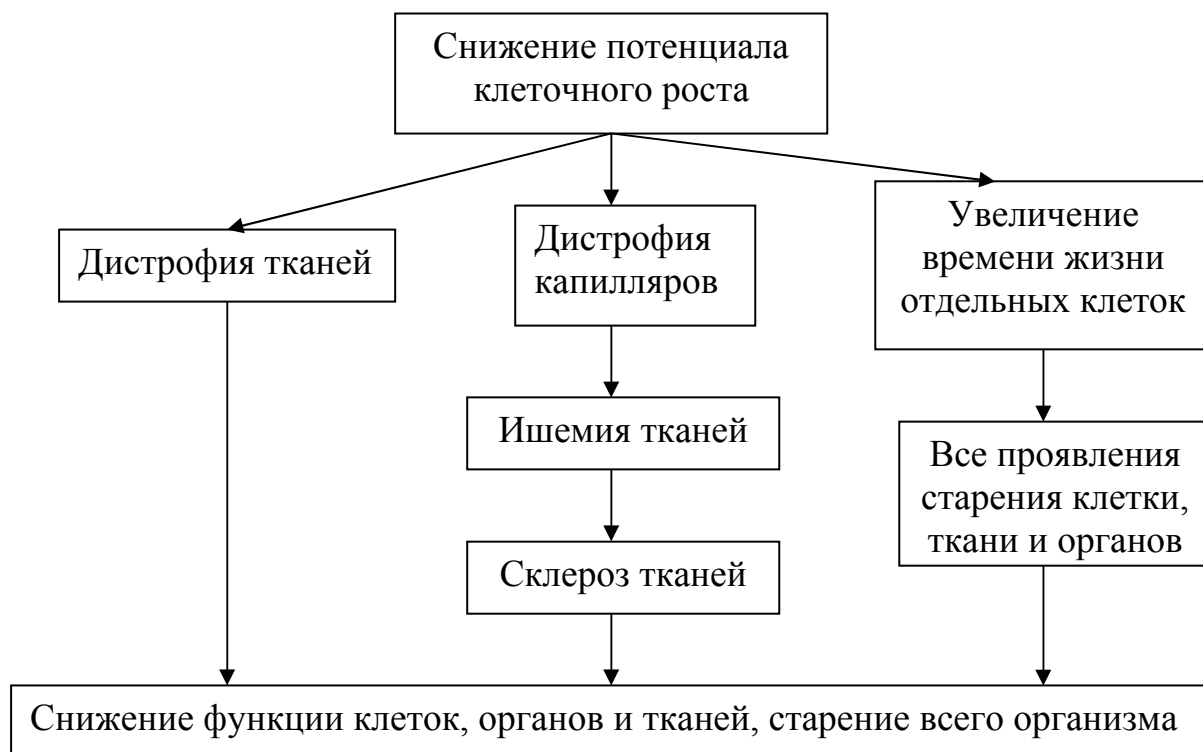 Снижение потенциала
клеточного роста
Дистрофия тканей
Дистрофия
капилляров
Увеличение
времени жизни
отдельных клеток
Ишемия тканей
Все проявления
старения клетки,
ткани и органов
Склероз тканей
Снижение функции клеток, органов и тканей, старение всего организма